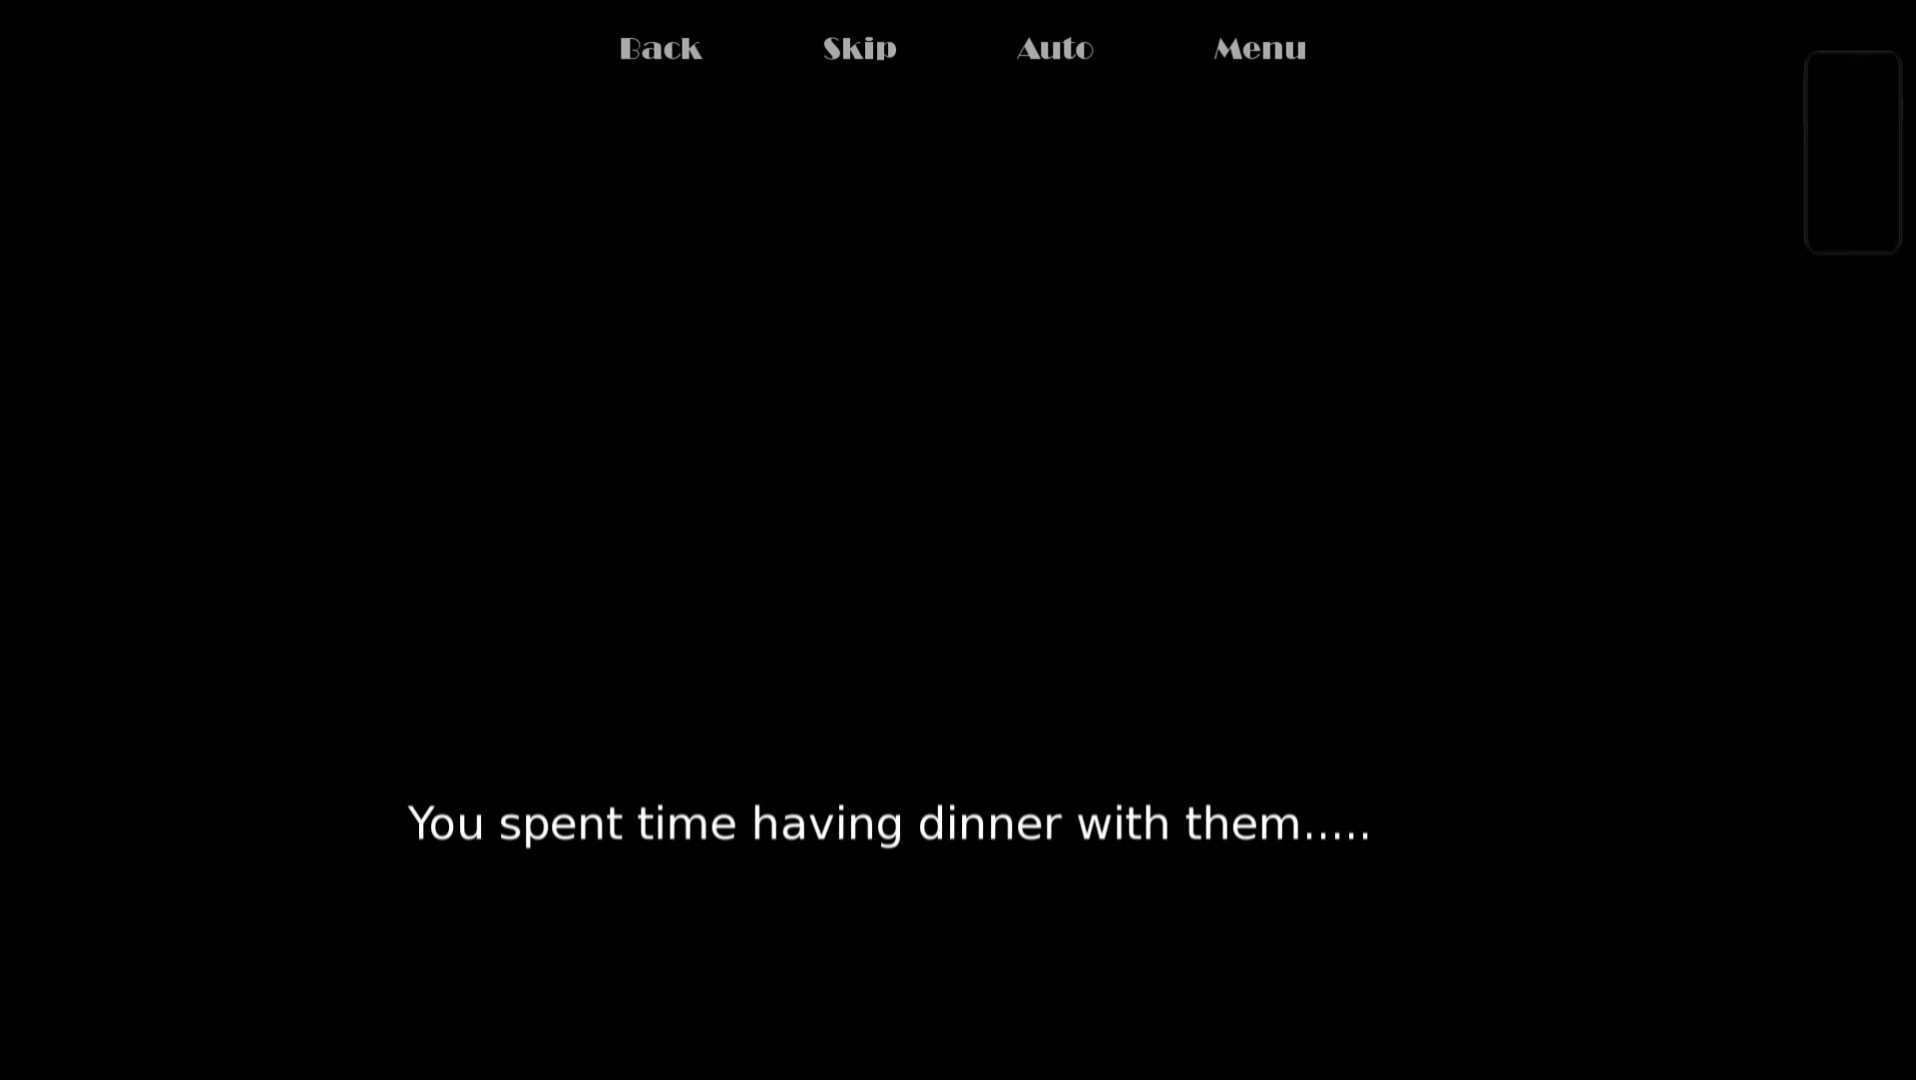 Back Skip Auto Menu
You spent time having dinner with them.....